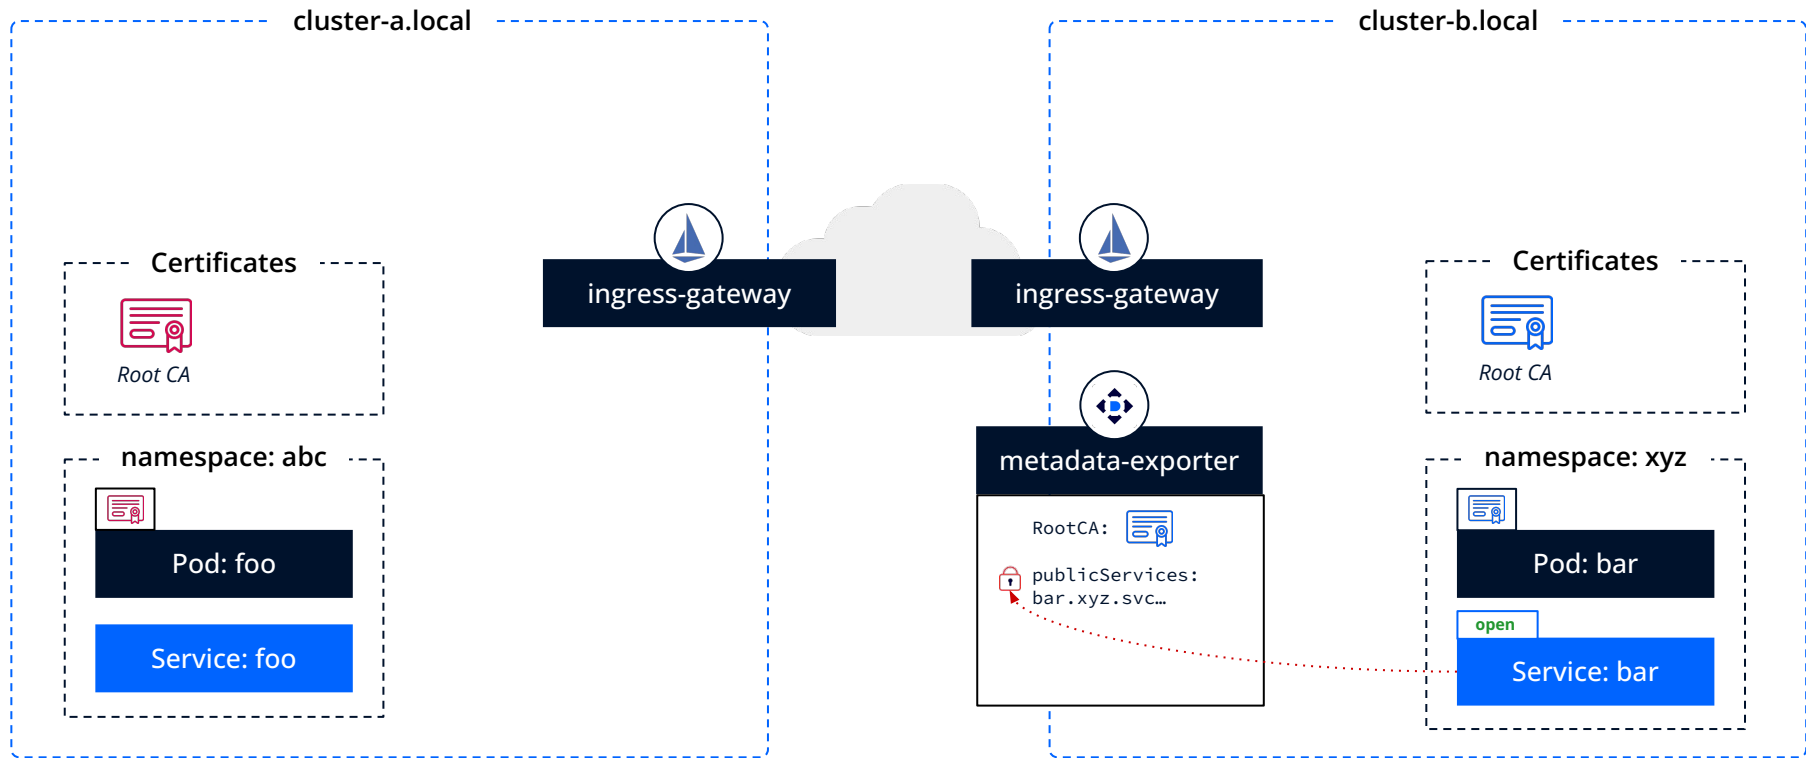 cluster-a.local
cluster-b.local
ingress-gateway
ingress-gateway
Certificates
Root CA
Certificates
Root CA
namespace: abc
Pod: foo
Service: foo
metadata-exporter
RootCA:
publicServices:
bar.xyz.svc…
namespace: xyz
Pod: bar
open
Service: bar